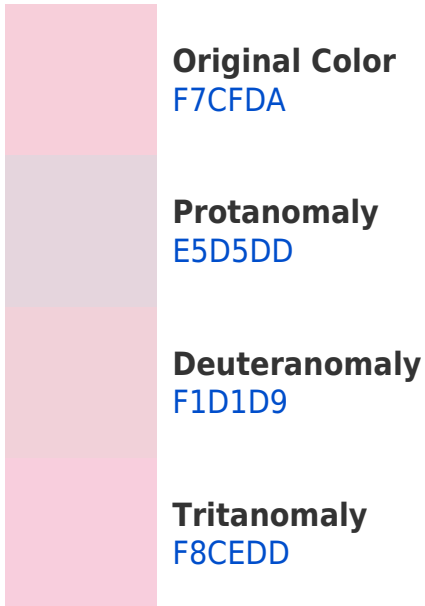 Original Color
F7CFDA
Protanomaly
E5D5DD
Deuteranomaly
F1D1D9
Tritanomaly
F8CEDD